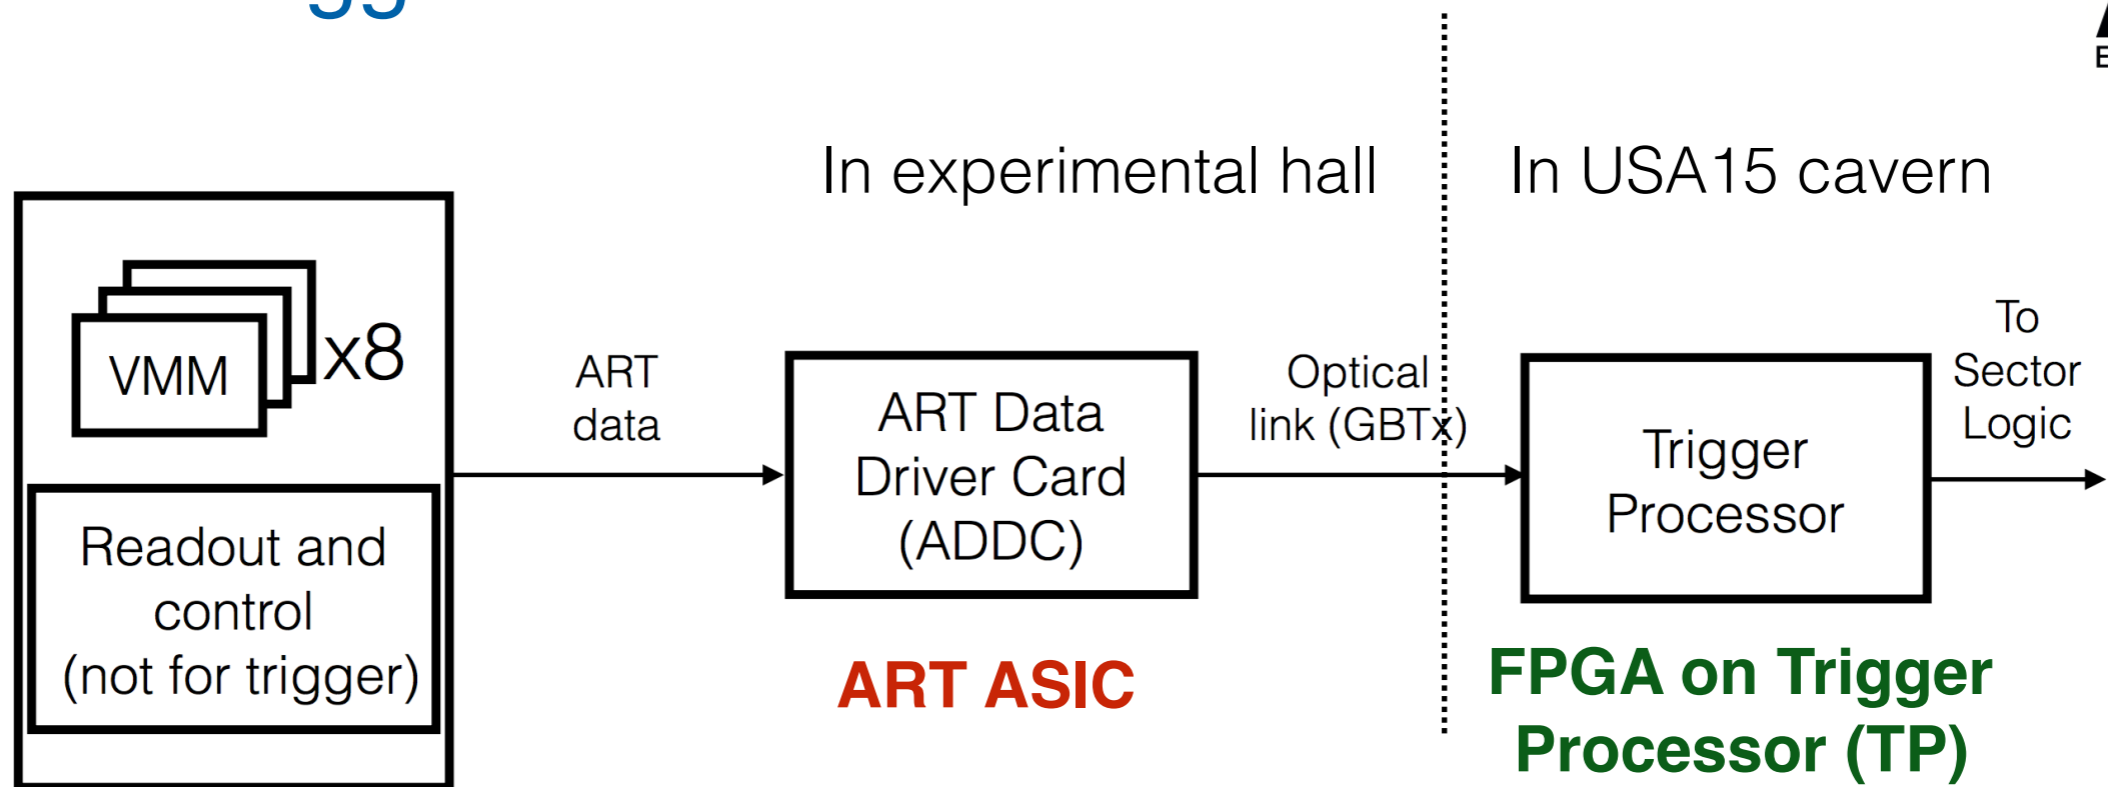 In experimental hall
In USA15 cavern
VMM
x8
Readout and
control
(not for trigger)
ART
data
ART Data
Driver Card
(ADDC)
ART ASIC
Optical
link (GBTx)
Trigger
Processor
FPGA on Trigger
Processor (TP)
To
Sector
Logic